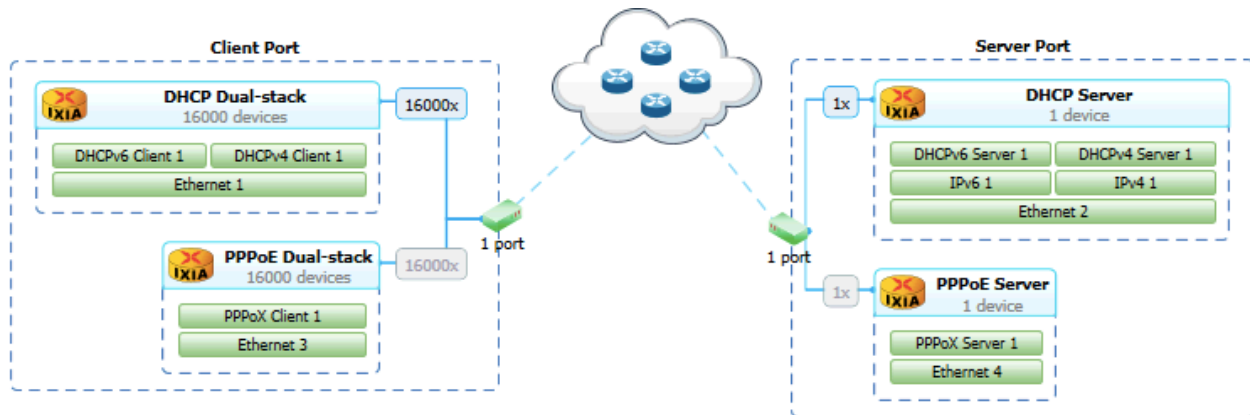 Client Port
IXIA
DHCP Dual-stack
16000 devices
16000x
DHCPv6 Client 1
DHCPv4 Client 1
Ethernet 1
1 port
IXIA
PPPoE Dual-stack
16000 devices
16000x
PPPoX Client 1
Ethernet 3
Server Port
1x
IXIA
DHCP Server
1 device
DHCPv6 Server 1
DHCPv4 Server 1
IPv6 1
IPv4 1
Ethernet 2
1 port
1x
IXIA
PPPoE Server
1 device
PPPoX Server 1
Ethernet 4